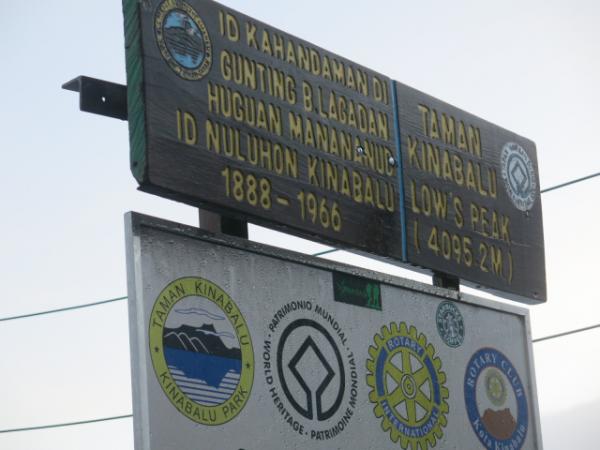 ID KAHANDAMAN DI
GUNTING B.LAGADAN
HUGUAN MANANANUD
ID NULUHON KINABALU
1888 - 1966
TAMAN
KINABALU
LOW'S PEAK
(4095.2M.)
TAMAN KINABALU
KINABALU PARK
WORLD HERITAGE • PATRIMONIO MUNDIAL • PATRIMOINE MONDIAL •
ROTARY
INTERNATIONAL
ROTARY CLUB
Kota Kinabalu